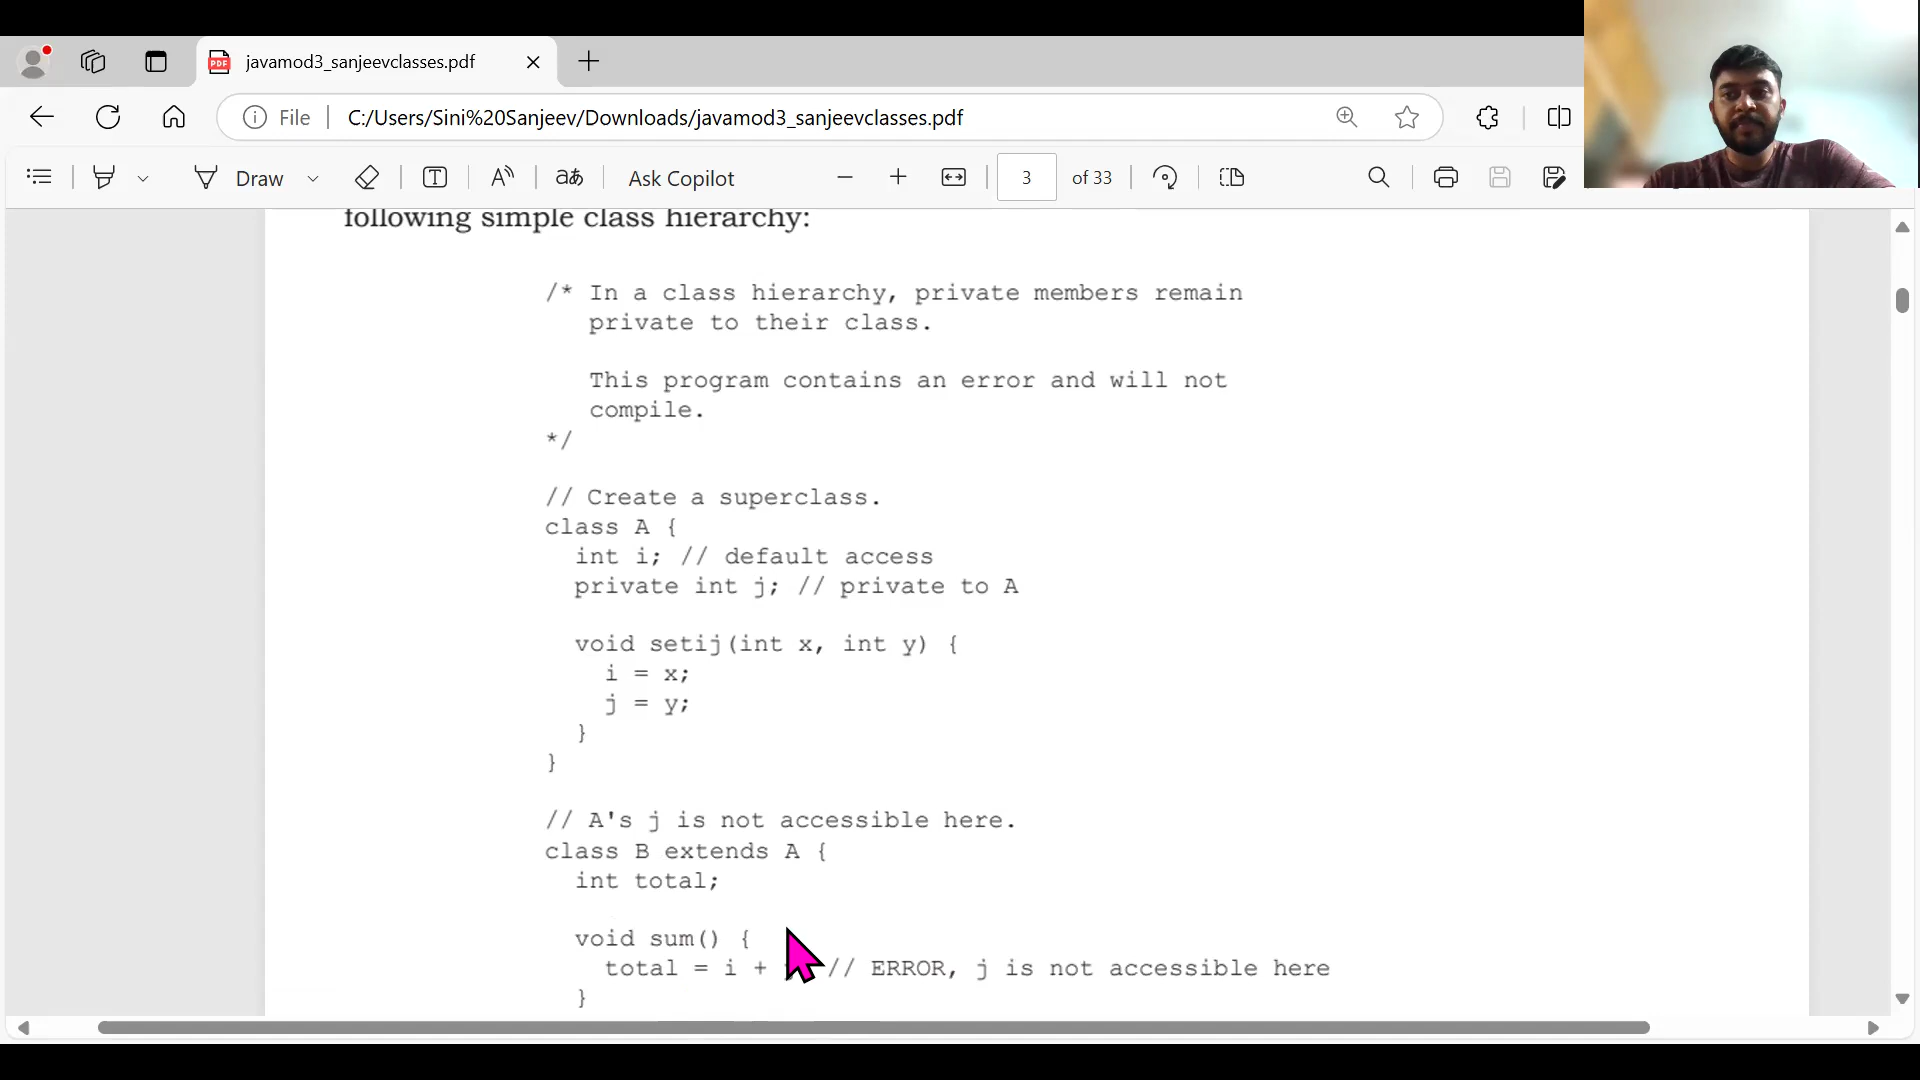 javamod3_sanjeevclasses.pdf
File
C:/Users/Sini%20Sanjeev/Downloads/javamod3_sanjeevclasses.pdf
Draw
aあ
Ask Copilot
3
of 33
following simple class hierarchy:
/* In a class hierarchy, private members remain
private to their class.
This program contains an error and will not
compile.
*/
// Create a superclass.
class A {
int i; // default access
private int j; // private to A
void setij(int x, int y) {
i = x;
j = y;
}
}
// A's j is not accessible here.
class B extends A {
int total;
void sum() {
total = i + // ERROR, j is not accessible here
}